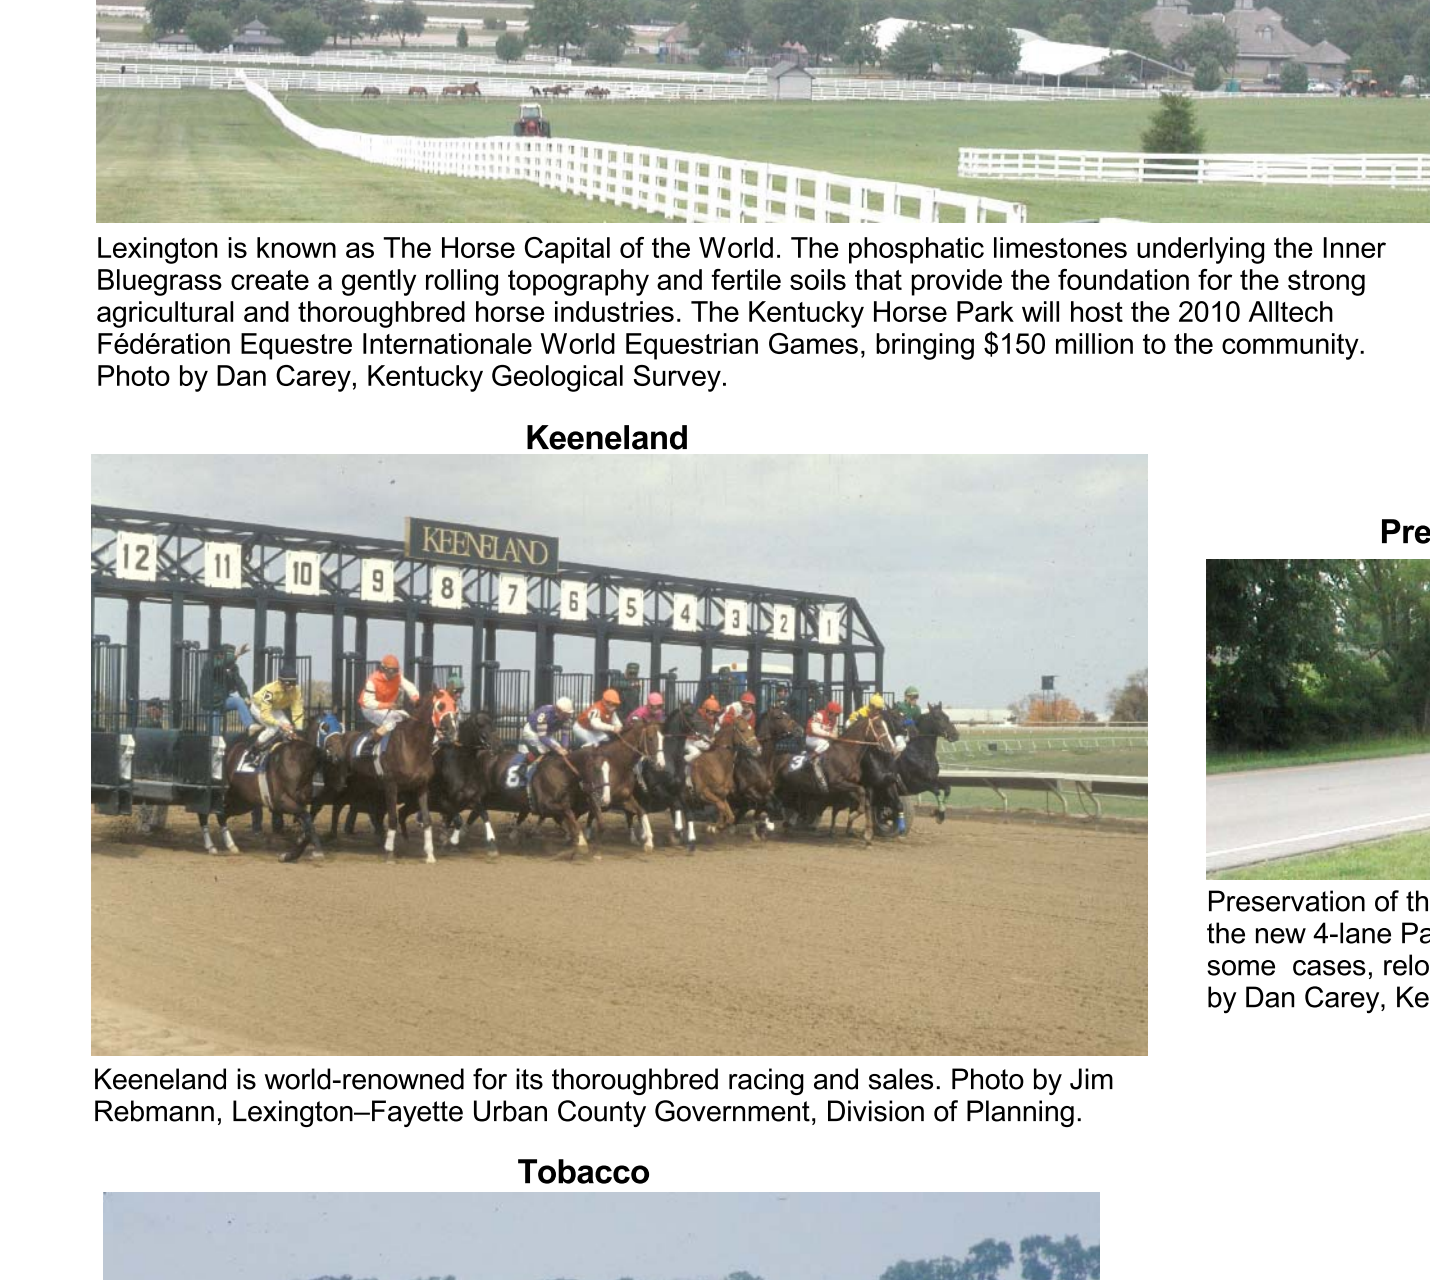 Lexington is known as The Horse Capital of the World. The phosphatic limestones underlying the Inner
Bluegrass create a gently rolling topography and fertile soils that provide the foundation for the strong
agricultural and thoroughbred horse industries. The Kentucky Horse Park will host the 2010 Alltech
Fédération Equestre Internationale World Equestrian Games, bringing $150 million to the community.
Photo by Dan Carey, Kentucky Geological Survey.
Keeneland
KEENELAND
12 11 10 9 8 7 6 5 4 3 2 1
12 8 3
Keeneland is world-renowned for its thoroughbred racing and sales. Photo by Jim
Rebmann, Lexington–Fayette Urban County Government, Division of Planning.
Pre
Preservation of th
the new 4-lane Pa
some  cases, relo
by Dan Carey, Ke
Tobacco